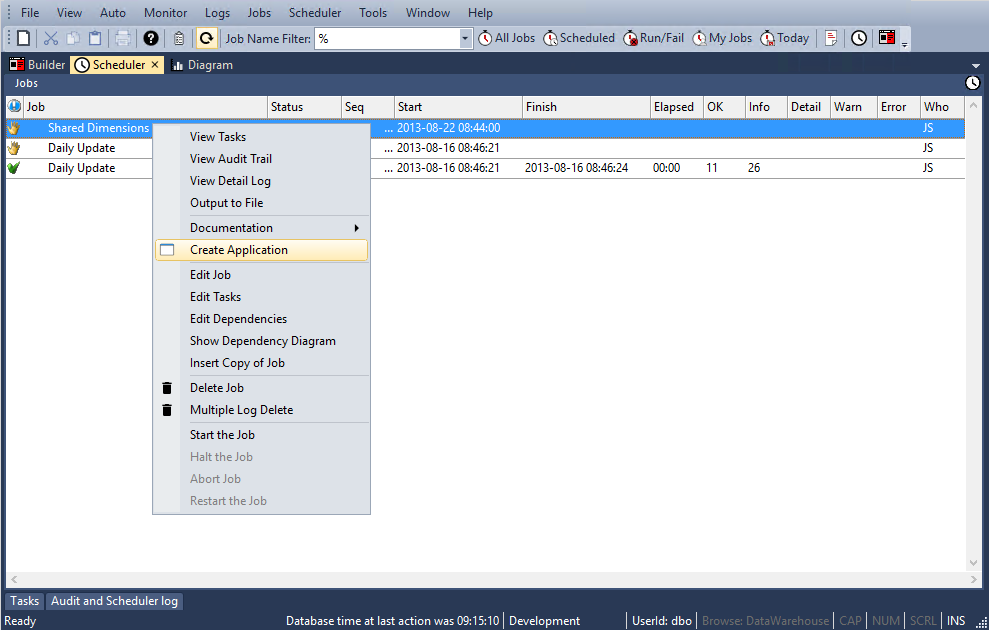 File View Auto Monitor Logs Jobs Scheduler Tools Window Help
Job Name Filter: % All Jobs Scheduled Run/Fail My Jobs Today
Builder Scheduler × Diagram
Jobs
Job Status Seq Start Finish Elapsed OK Info Detail Warn Error Who
Shared Dimensions ... 2013-08-22 08:44:00 JS
Daily Update ... 2013-08-16 08:46:21 JS
Daily Update ... 2013-08-16 08:46:21 2013-08-16 08:46:24 00:00 11 26 JS
View Tasks
View Audit Trail
View Detail Log
Output to File
Documentation
Create Application
Edit Job
Edit Tasks
Edit Dependencies
Show Dependency Diagram
Insert Copy of Job
Delete Job
Multiple Log Delete
Start the Job
Halt the Job
Abort Job
Restart the Job
Tasks Audit and Scheduler log
Ready Database time at last action was 09:15:10 Development UserId: dbo Browse: DataWarehouse CAP NUM SCRL INS